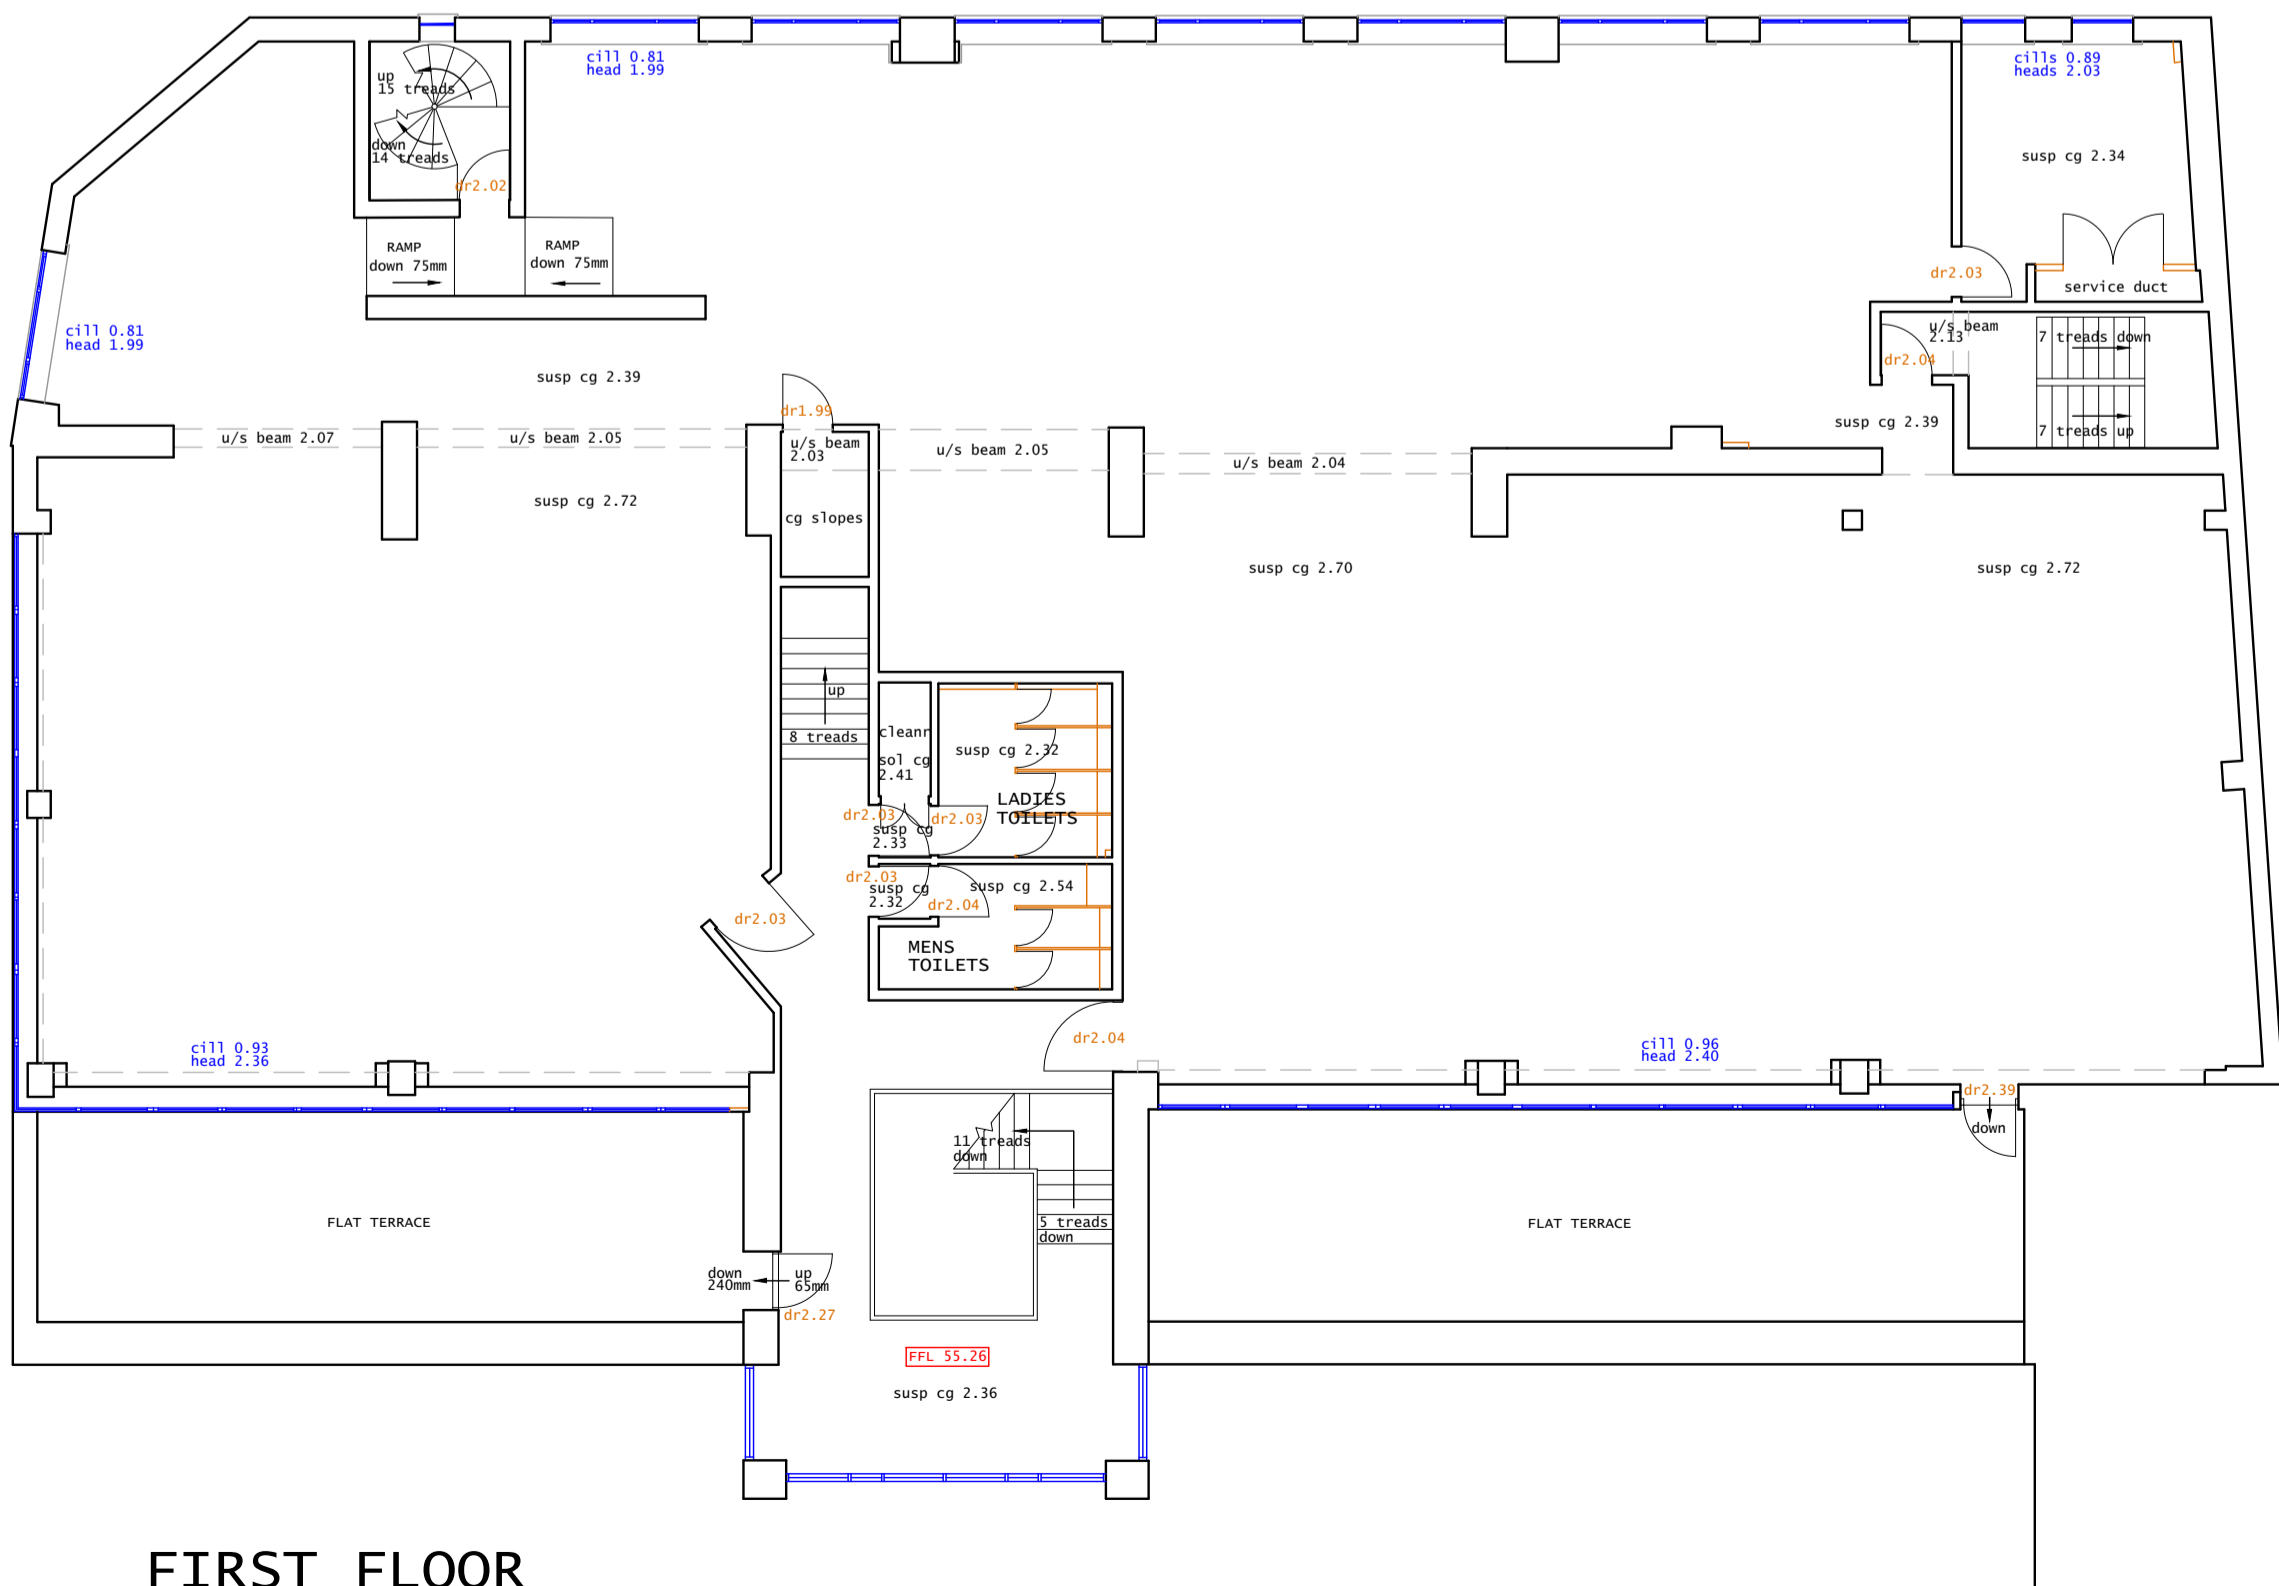 cill 0.81
head 1.99
cills 0.89
heads 2.03
up
15 treads
down
14 treads
dr2.02
susp cg 2.34
RAMP
down 75mm
RAMP
down 75mm
dr2.03
service duct
cill 0.81
head 1.99
u/s beam
2.13
7 treads down
dr2.04
susp cg 2.39
dr1.99
susp cg 2.39
7 treads up
u/s beam 2.07
u/s beam 2.05
u/s beam
2.03
u/s beam 2.05
u/s beam 2.04
susp cg 2.72
cg slopes
susp cg 2.70
susp cg 2.72
up
8 treads
cleanr
sol cg
2.41
susp cg 2.32
LADIES
TOILETS
dr2.03
dr2.03
susp cg
2.33
dr2.03
susp cg
2.32
susp cg 2.54
dr2.04
dr2.03
MENS
TOILETS
dr2.04
cill 0.93
head 2.36
cill 0.96
head 2.40
dr2.39
down
11 treads
down
5 treads
down
FLAT TERRACE
FLAT TERRACE
down
240mm
up
65mm
dr2.27
FFL 55.26
susp cg 2.36
FIRST FLOOR